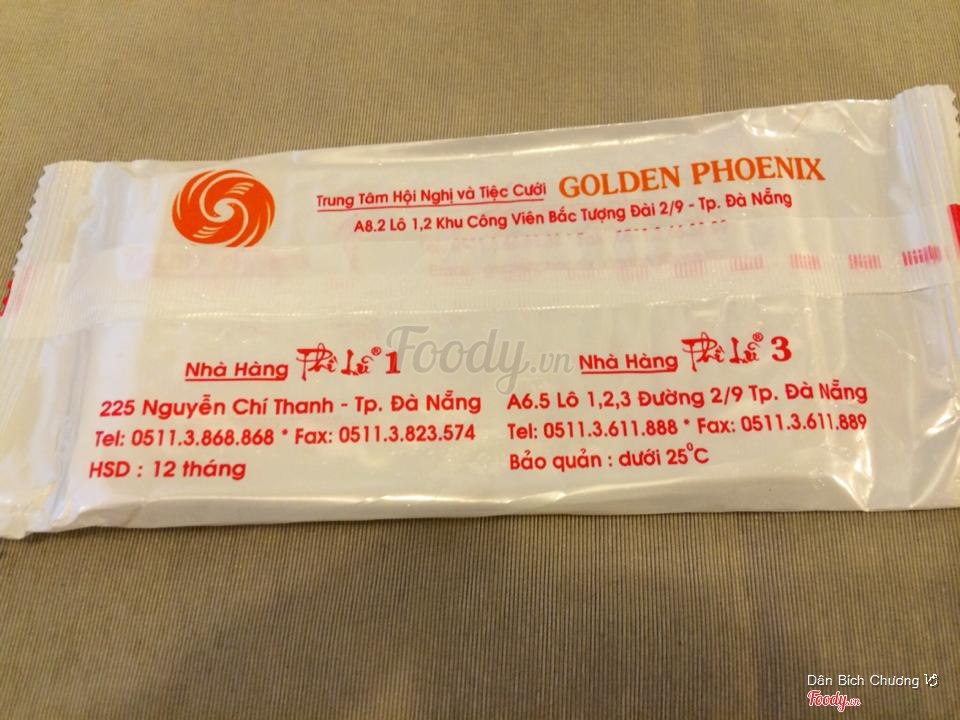 Trung Tâm Hội Nghị và Tiệc Cưới GOLDEN PHOENIX
A8.2 Lô 1,2 Khu Công Viên Bắc Tượng Đài 2/9 - Tp. Đà Nẵng
Nhà Hàng Phì Lũ® 1
225 Nguyễn Chí Thanh - Tp. Đà Nẵng
Tel: 0511.3.868.868 * Fax: 0511.3.823.574
HSD : 12 tháng
Nhà Hàng Phì Lũ® 3
A6.5 Lô 1,2,3 Đường 2/9 Tp. Đà Nẵng
Tel: 0511.3.611.888 * Fax: 0511.3.611.889
Bảo quản : dưới 25°C
Foody.vn
Dân Bích Chương
Foody.vn